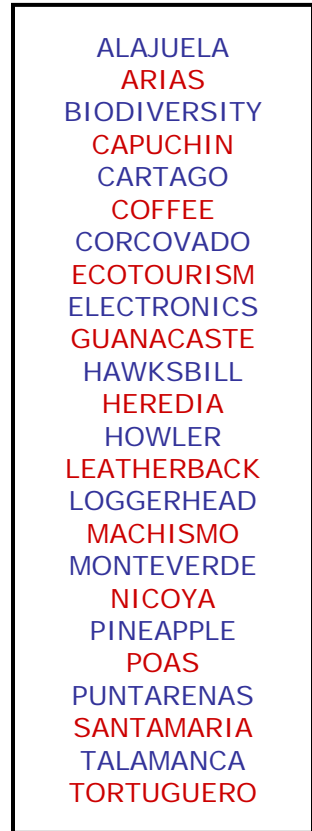 ALAJUELA
ARIAS
BIODIVERSITY
CAPUCHIN
CARTAGO
COFFEE
CORCOVADO
ECOTOURISM
ELECTRONICS
GUANACASTE
HAWKSBILL
HEREDIA
HOWLER
LEATHERBACK
LOGGERHEAD
MACHISMO
MONTEVERDE
NICOYA
PINEAPPLE
POAS
PUNTARENAS
SANTAMARIA
TALAMANCA
TORTUGUERO